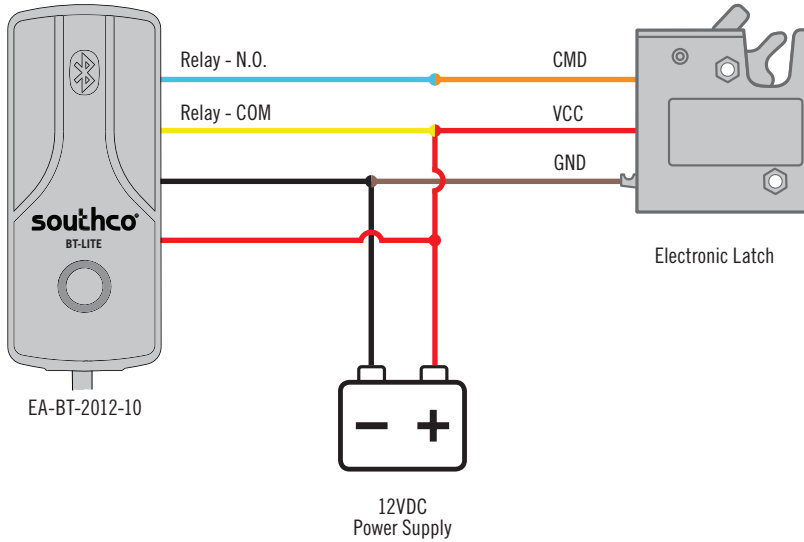 Relay - N.O.
CMD
Relay - COM
VCC
GND
southco
BT-LITE
Electronic Latch
EA-BT-2012-10
12VDC
Power Supply